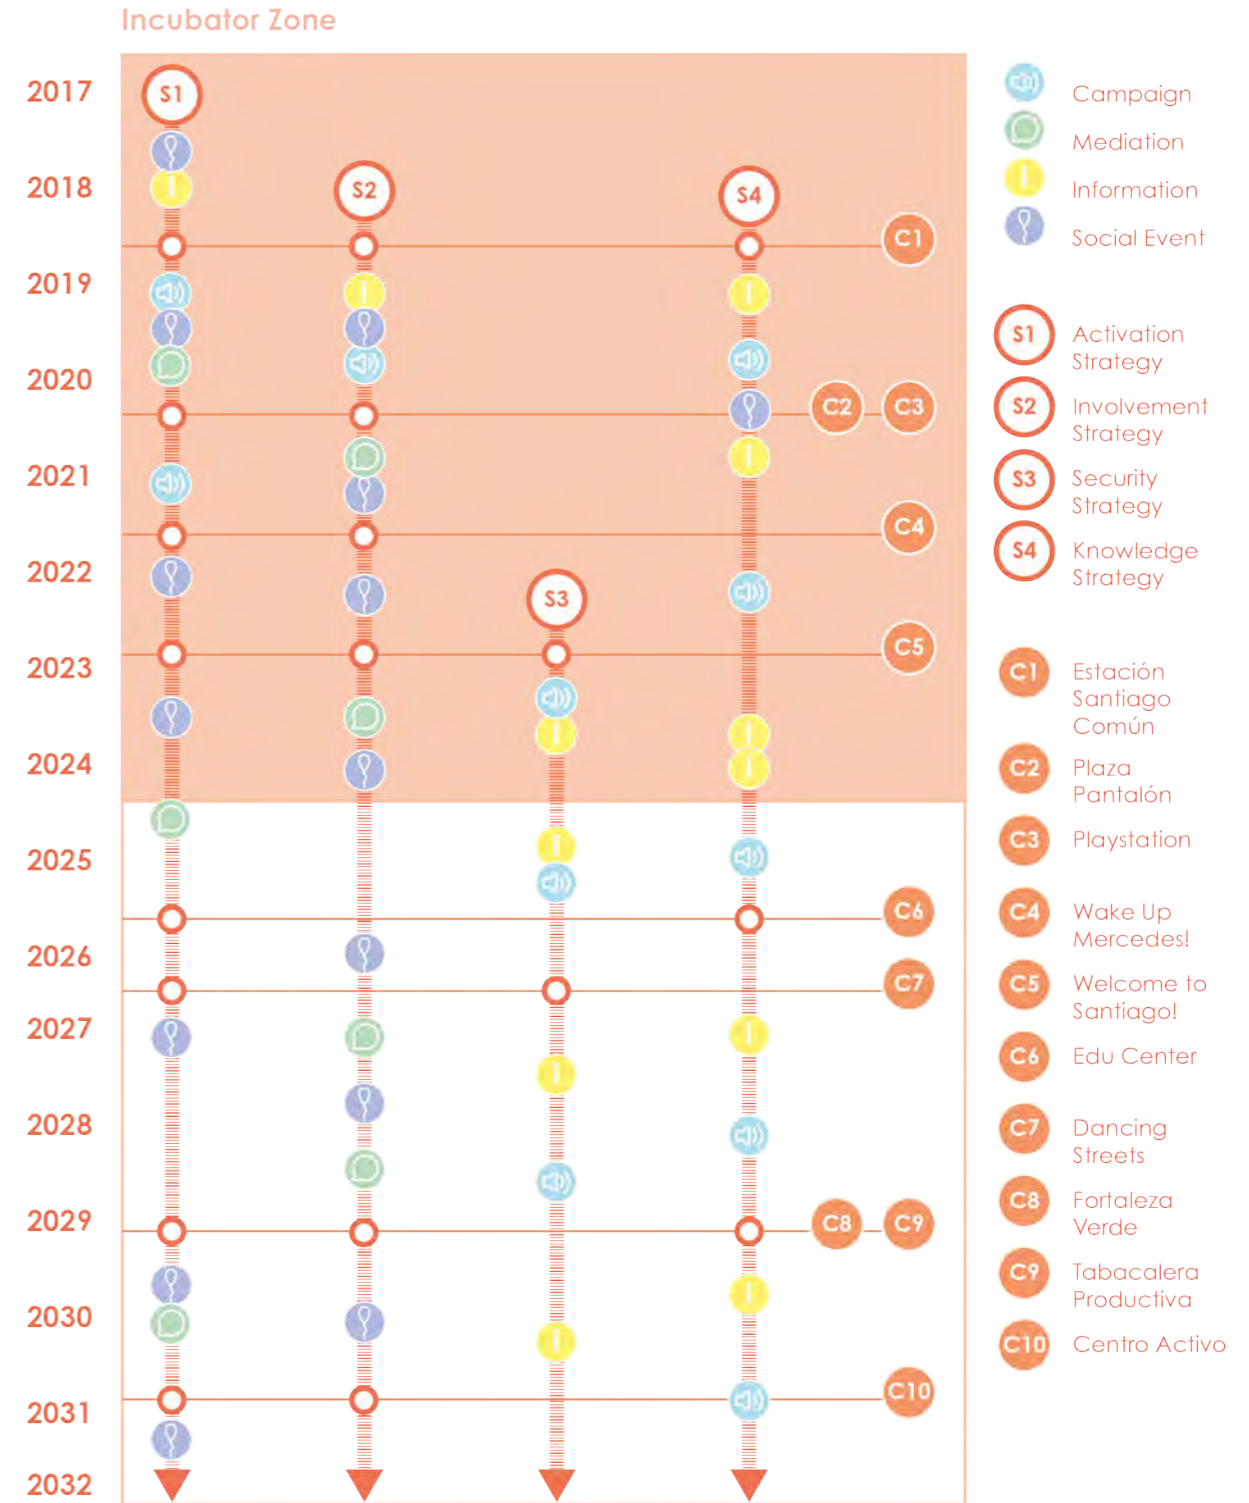 Incubator Zone
2017
S1
2018
S2
S4
C1
2019
2020
C2
C3
2021
C4
2022
S3
C5
2023
2024
2025
C6
2026
C7
2027
2028
2029
C8
C9
2030
C10
2031
2032
Campaign
Mediation
Information
Social Event
S1
Activation
Strategy
S2
Involvement
Strategy
S3
Security
Strategy
S4
Knowledge
Strategy
C1
Estación
Santiago
Común
C2
Plaza
Pantalón
C3
Playstation
C4
Wake Up
Mercedes!
C5
Welcome to
Santiago!
C6
Edu Center
C7
Dancing
Streets
C8
Fortaleza
Verde
C9
Tabacalera
Productiva
C10
Centro Activo